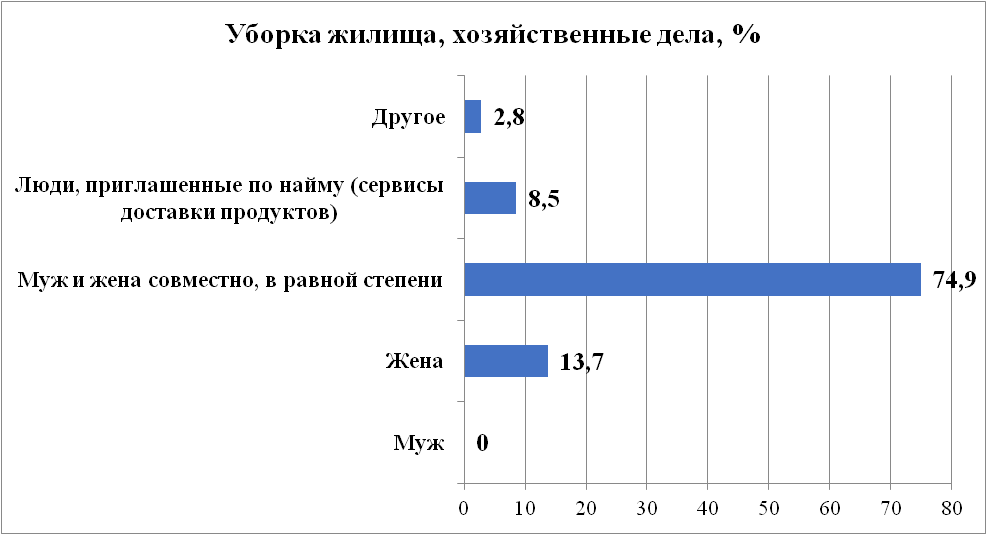 Уборка жилища, хозяйственные дела, %
Другое
2,8
Люди, приглашенные по найму (сервисы
доставки продуктов)
8,5
Муж и жена совместно, в равной степени
74,9
Жена
13,7
Муж
0
0 10 20 30 40 50 60 70 80